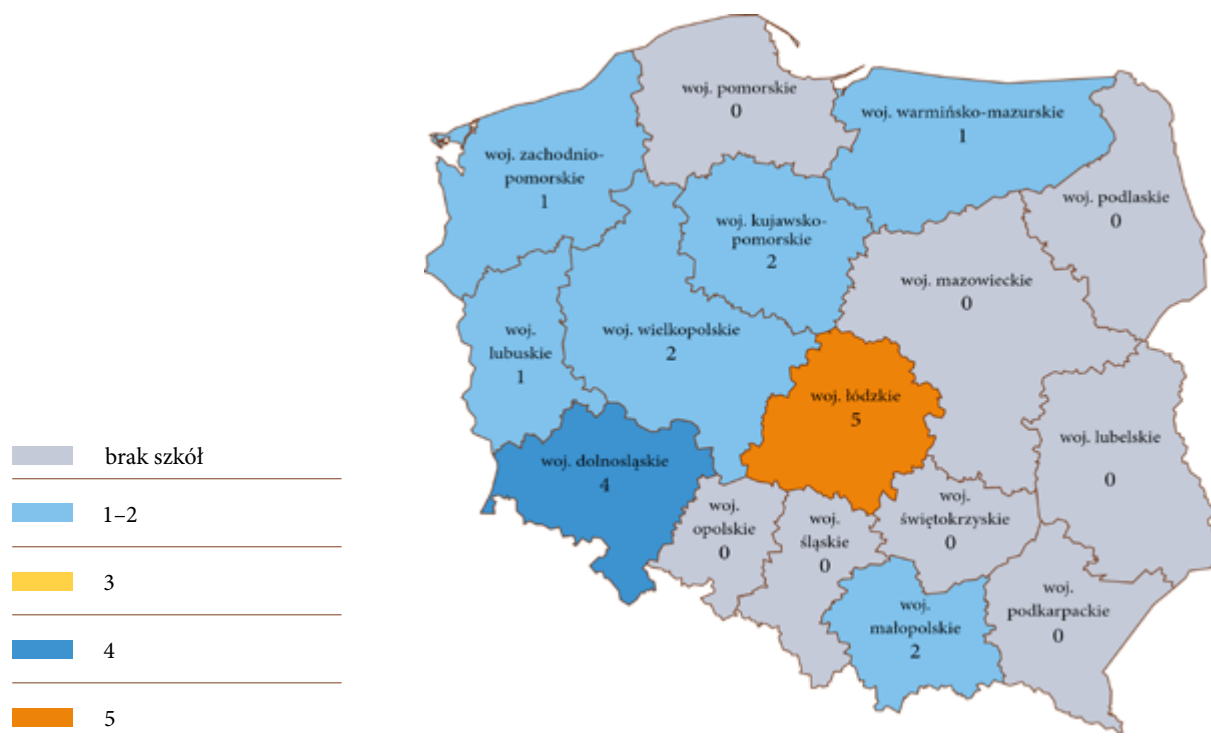 woj. pomorskie
0
woj. warmińsko-mazurskie
1
woj. zachodnio-
pomorskie
1
woj. podlaskie
0
woj. kujawsko-
pomorskie
2
woj. mazowieckie
0
woj.
lubuskie
1
woj. wielkopolskie
2
woj. łódzkie
5
woj. lubelskie
0
woj. dolnosląskie
4
woj.
opolskie
0
woj.
śląskie
0
woj.
świętokrzyskie
0
woj.
małopolskie
2
woj.
podkarpackie
0
brak szkół
1–2
3
4
5